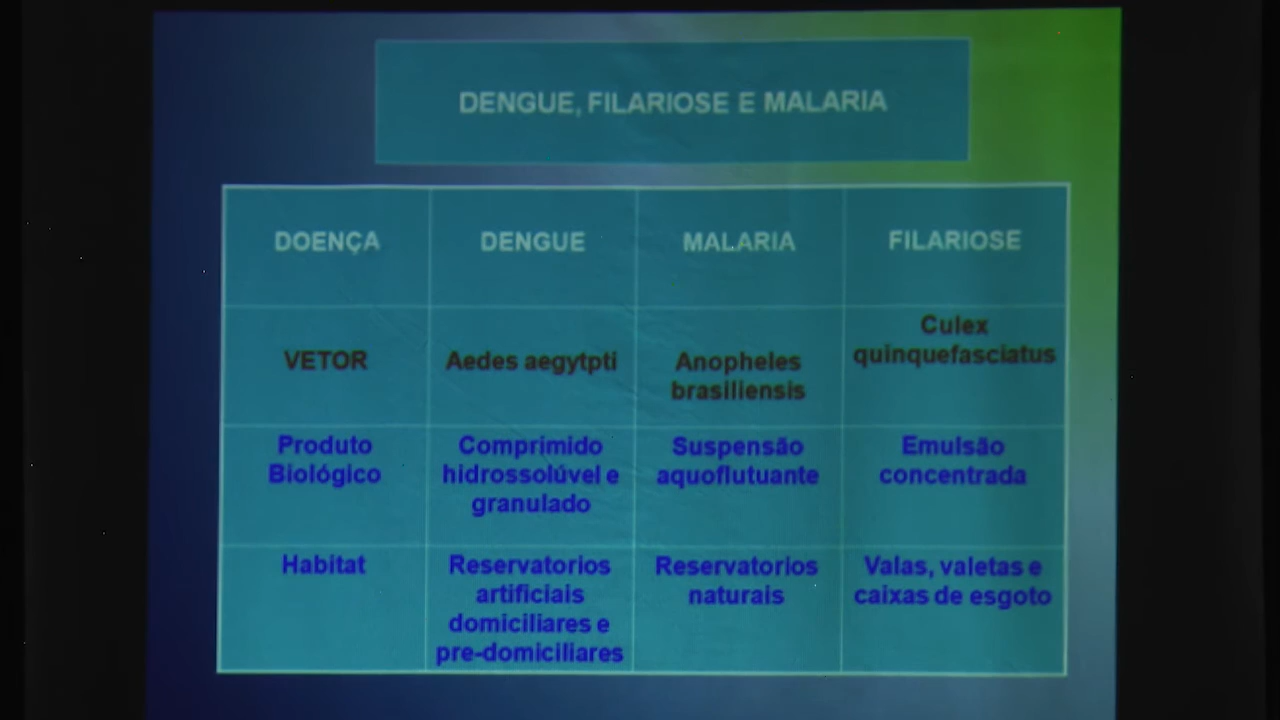 DENGUE, FILARIOSE E MALARIA
DOENÇA
DENGUE
MALARIA
FILARIOSE
VETOR
Aedes aegytpti
Anopheles
brasiliensis
Culex
quinquefasciatus
Produto
Biológico
Comprimido
hidrossolúvel e
granulado
Suspensão
aquoflutuante
Emulsão
concentrada
Habitat
Reservatorios
artificiais
domiciliares e
pre-domiciliares
Reservatorios
naturais
Valas, valetas e
caixas de esgoto